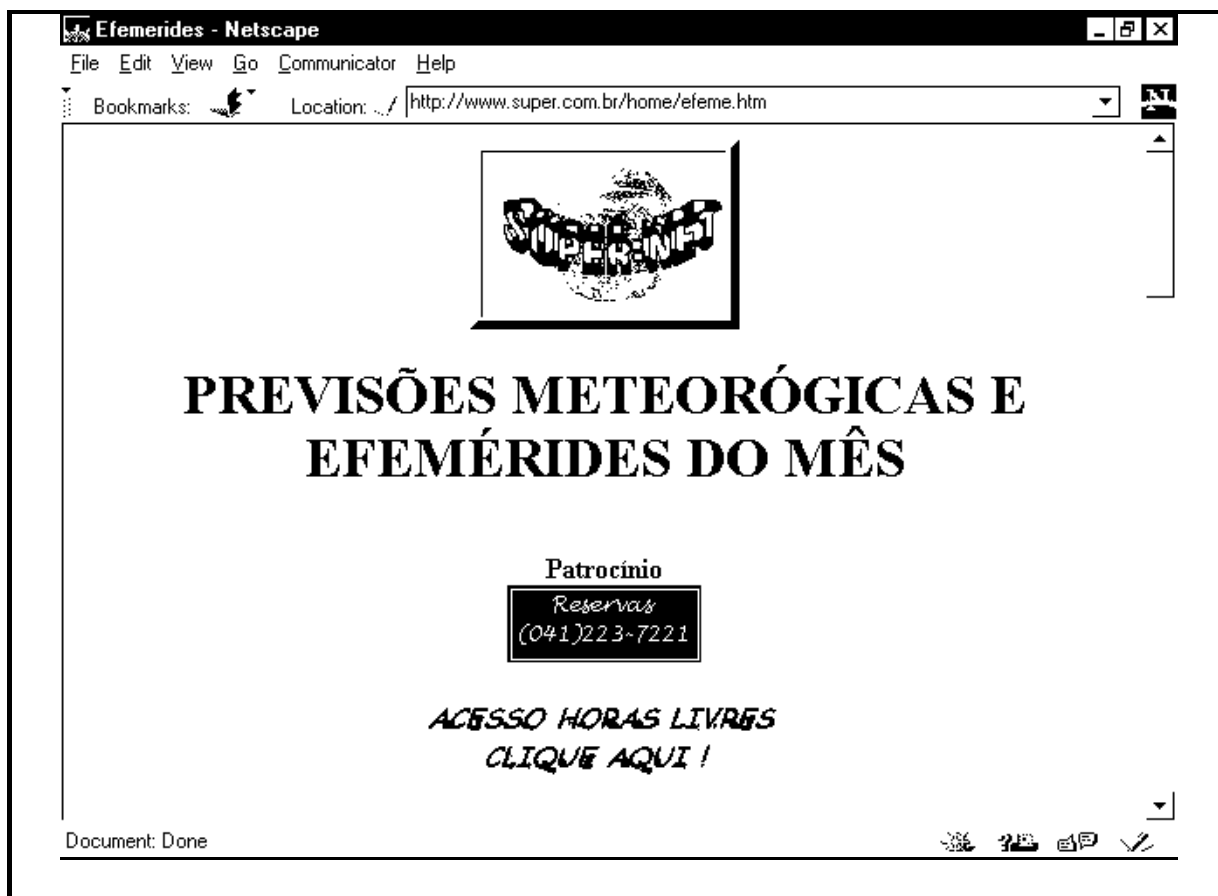 Efemerides - Netscape
File Edit View Go Communicator Help
Bookmarks: Location: http://www.super.com.br/home/efeme.htm
N
SUPER-NET
PREVISÕES METEORÓGICAS E
EFEMÉRIDES DO MÊS
Patrocínio
Reservas
(041)223-7221
ACESSO HORAS LIVRES
CLIQUE AQUI !
Document: Done